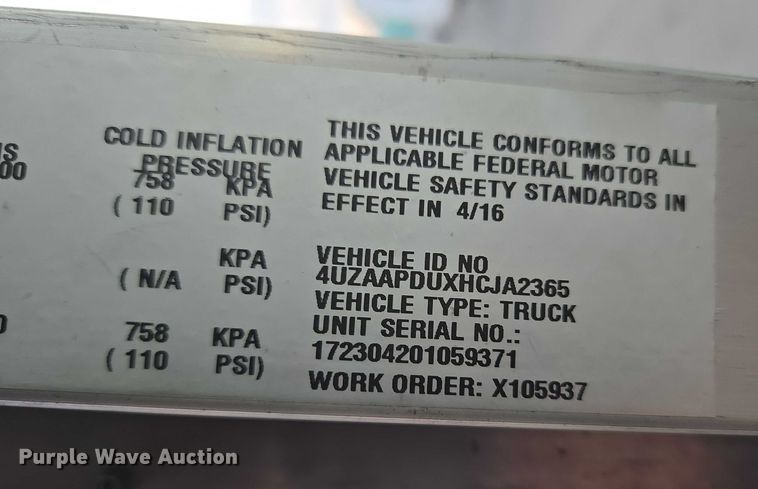 COLD INFLATION
PRESSURE
00
758 KPA
( 110 PSI)
KPA
( N/A PSI)
758 KPA
( 110 PSI)
THIS VEHICLE CONFORMS TO ALL
APPLICABLE FEDERAL MOTOR
VEHICLE SAFETY STANDARDS IN
EFFECT IN 4/16
VEHICLE ID NO
4UZAAPDUXHCJA2365
VEHICLE TYPE: TRUCK
UNIT SERIAL NO.:
172304201059371
WORK ORDER: X105937
Purple Wave Auction